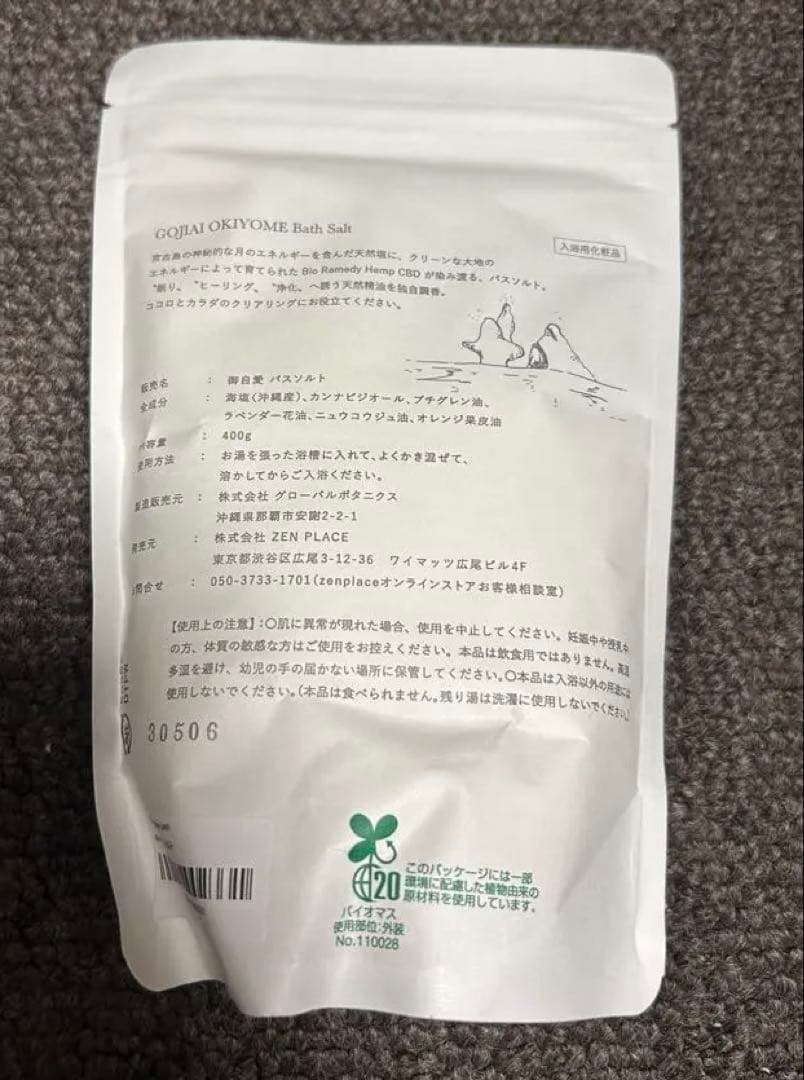 GOJIAI OKIYOME Bath Salt
入浴用化粧品
宮古島の神秘的な月のエネルギーを含んだ天然塩に、クリーンな大地の
エネルギーによって育てられた Bio Ramedy Hemp CBD が染み渡る、バスソルト。
〝眠り〟〝ヒーリング〟〝浄化〟へ誘う天然精油を独自調香。
ココロとカラダのクリアリングにお役立てください。
販売名 : 御自愛 バスソルト
全成分 : 海塩(沖縄産)、カンナビジオール、プチグレン油、
ラベンダー花油、ニュウコウジュ油、オレンジ果皮油
内容量 : 400g
使用方法 : お湯を張った浴槽に入れて、よくかき混ぜて、
溶かしてからご入浴ください。
製造販売元 : 株式会社 グローバルボタニクス
沖縄県那覇市安謝2-2-1
発売元 : 株式会社 ZEN PLACE
東京都渋谷区広尾3-12-36 ワイマッツ広尾ビル4F
お問合せ : 050-3733-1701(zenplaceオンラインストアお客様相談室)
【使用上の注意】:〇肌に異常が現れた場合、使用を中止してください。妊娠中や授乳中
の方、体質の敏感な方はご使用をお控えください。本品は飲食用ではありません。高温
多湿を避け、幼児の手の届かない場所に保管してください。〇本品は入浴以外の用途には
使用しないでください。(本品は食べられません。残り湯は洗濯に使用しないでください。)
30506
20
このパッケージには一部
環境に配慮した植物由来の
原材料を使用しています。
バイオマス
使用部位:外装
No.110028